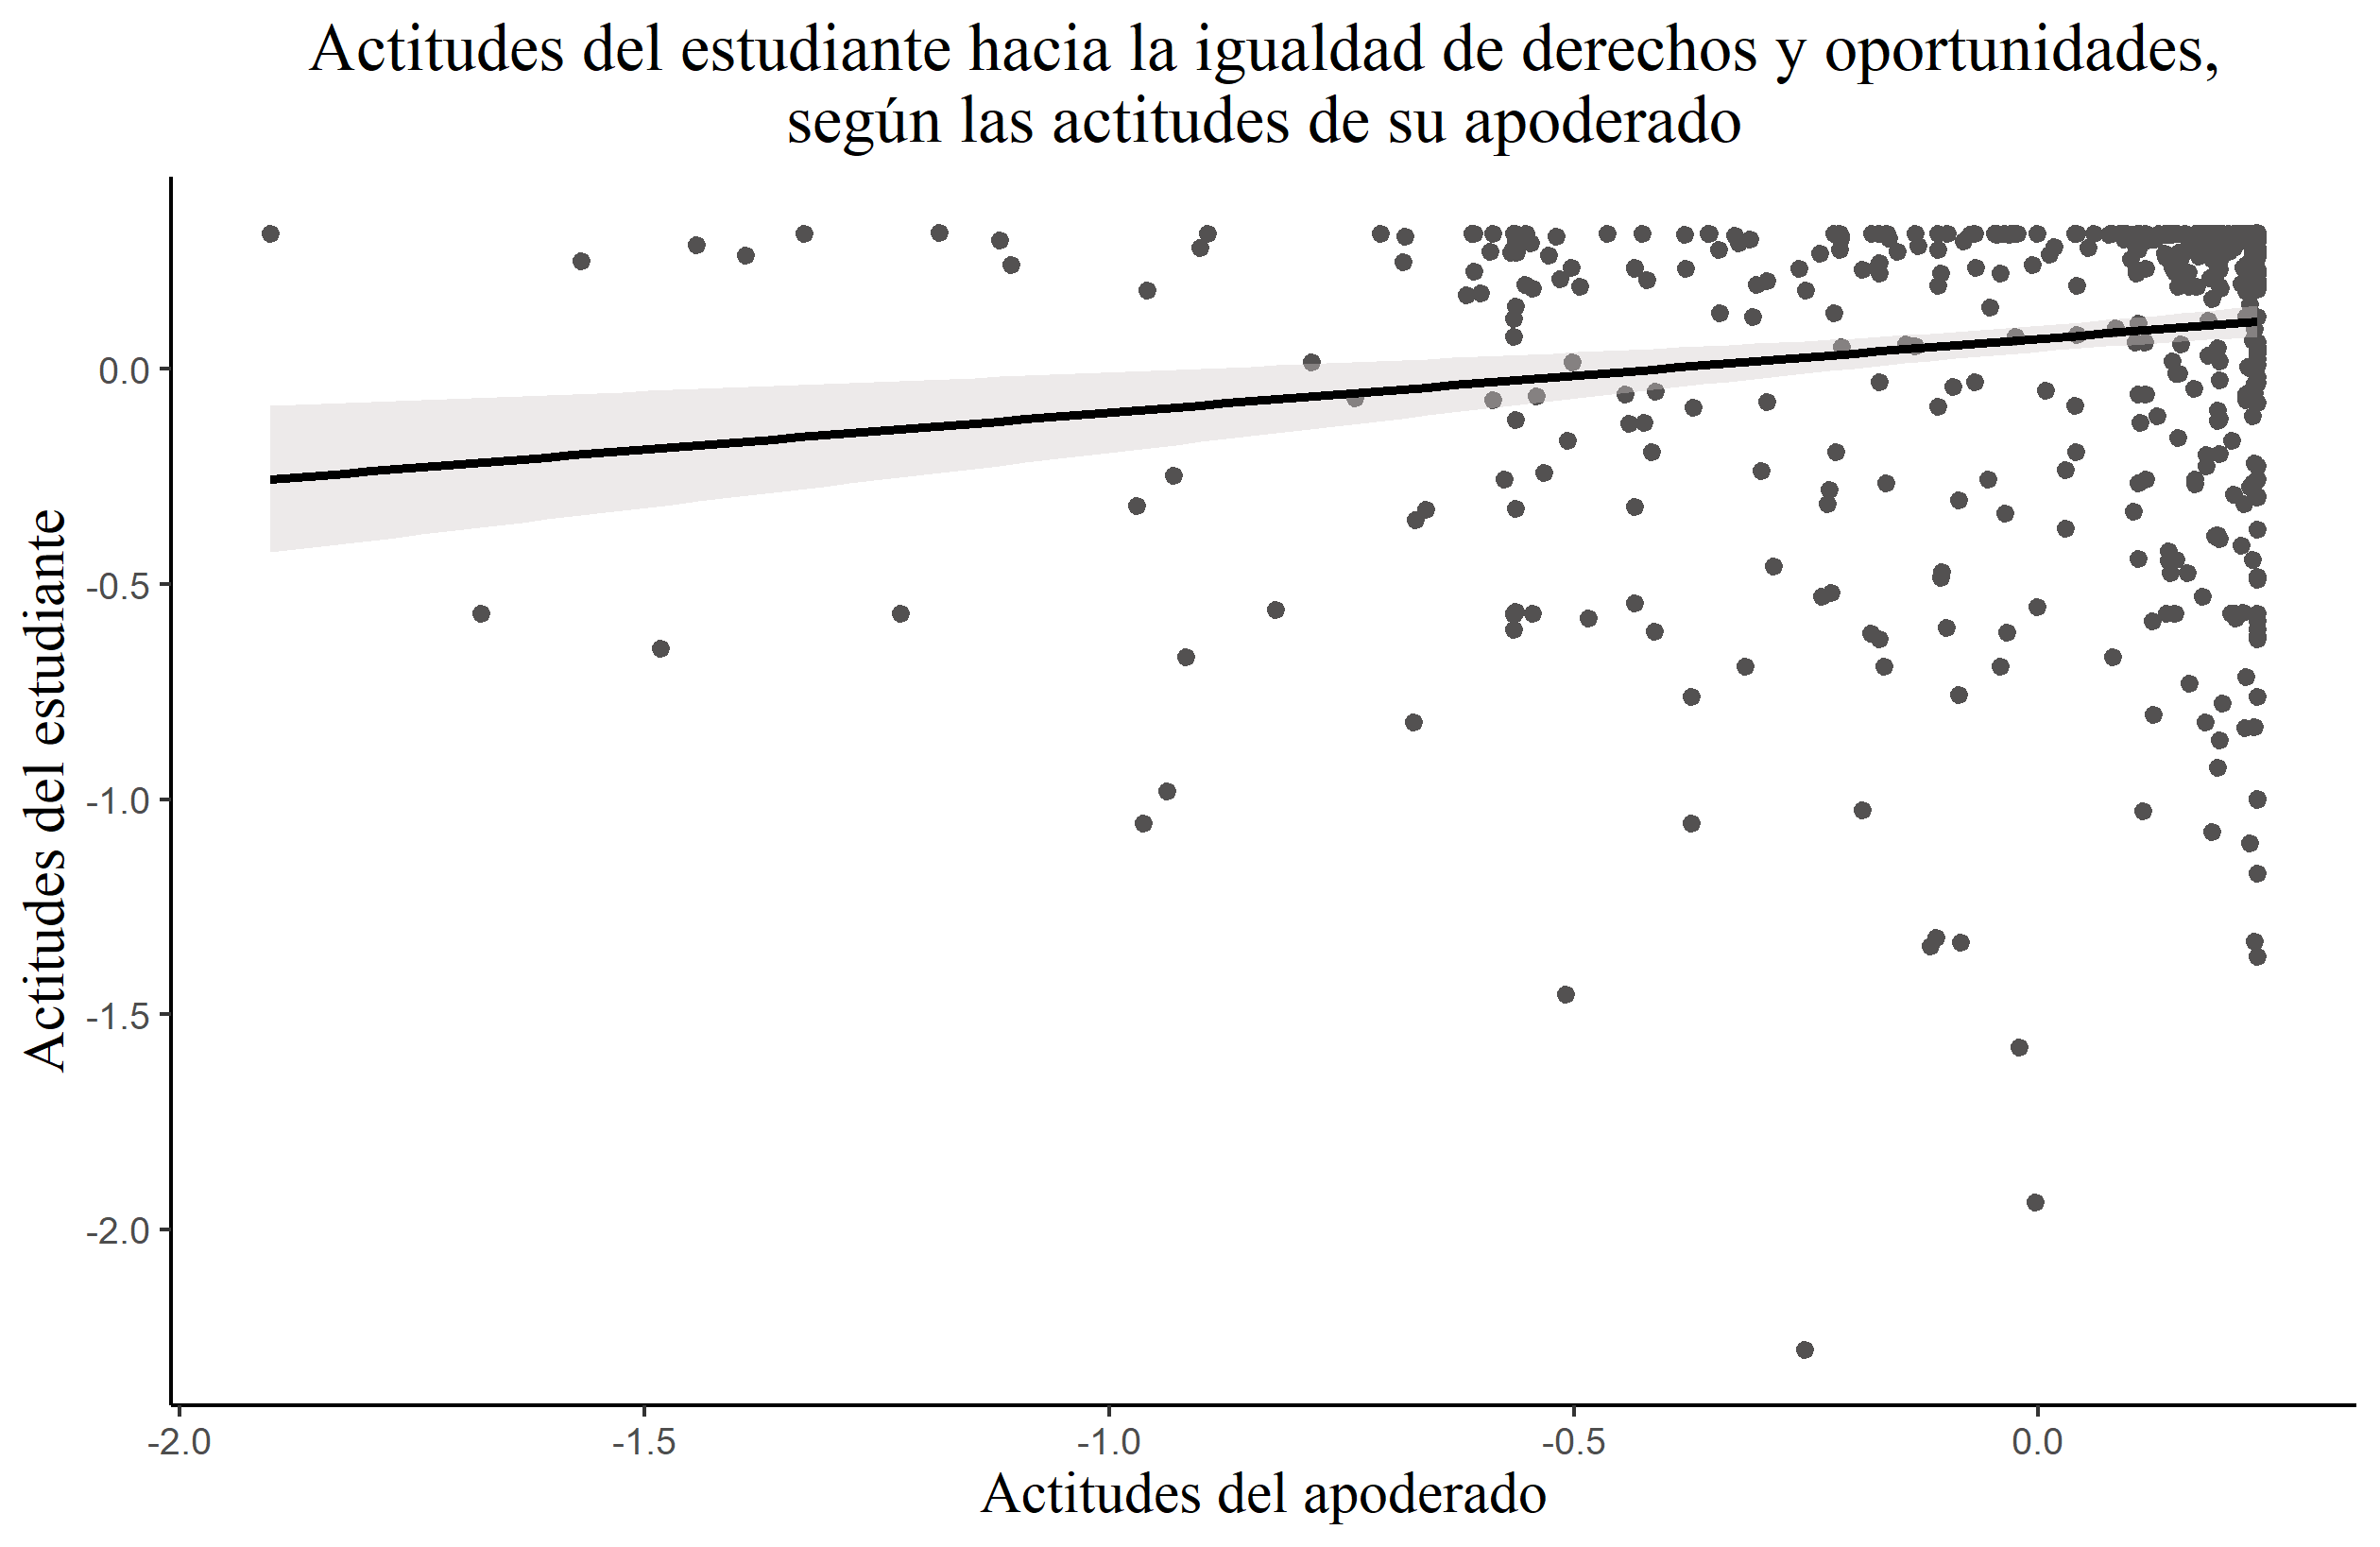 Actitudes del estudiante hacia la igualdad de derechos y oportunidades,
según las actitudes de su apoderado
Actitudes del estudiante
0.0
-0.5
-1.0
-1.5
-2.0
-2.0 -1.5 -1.0 -0.5 0.0
Actitudes del apoderado